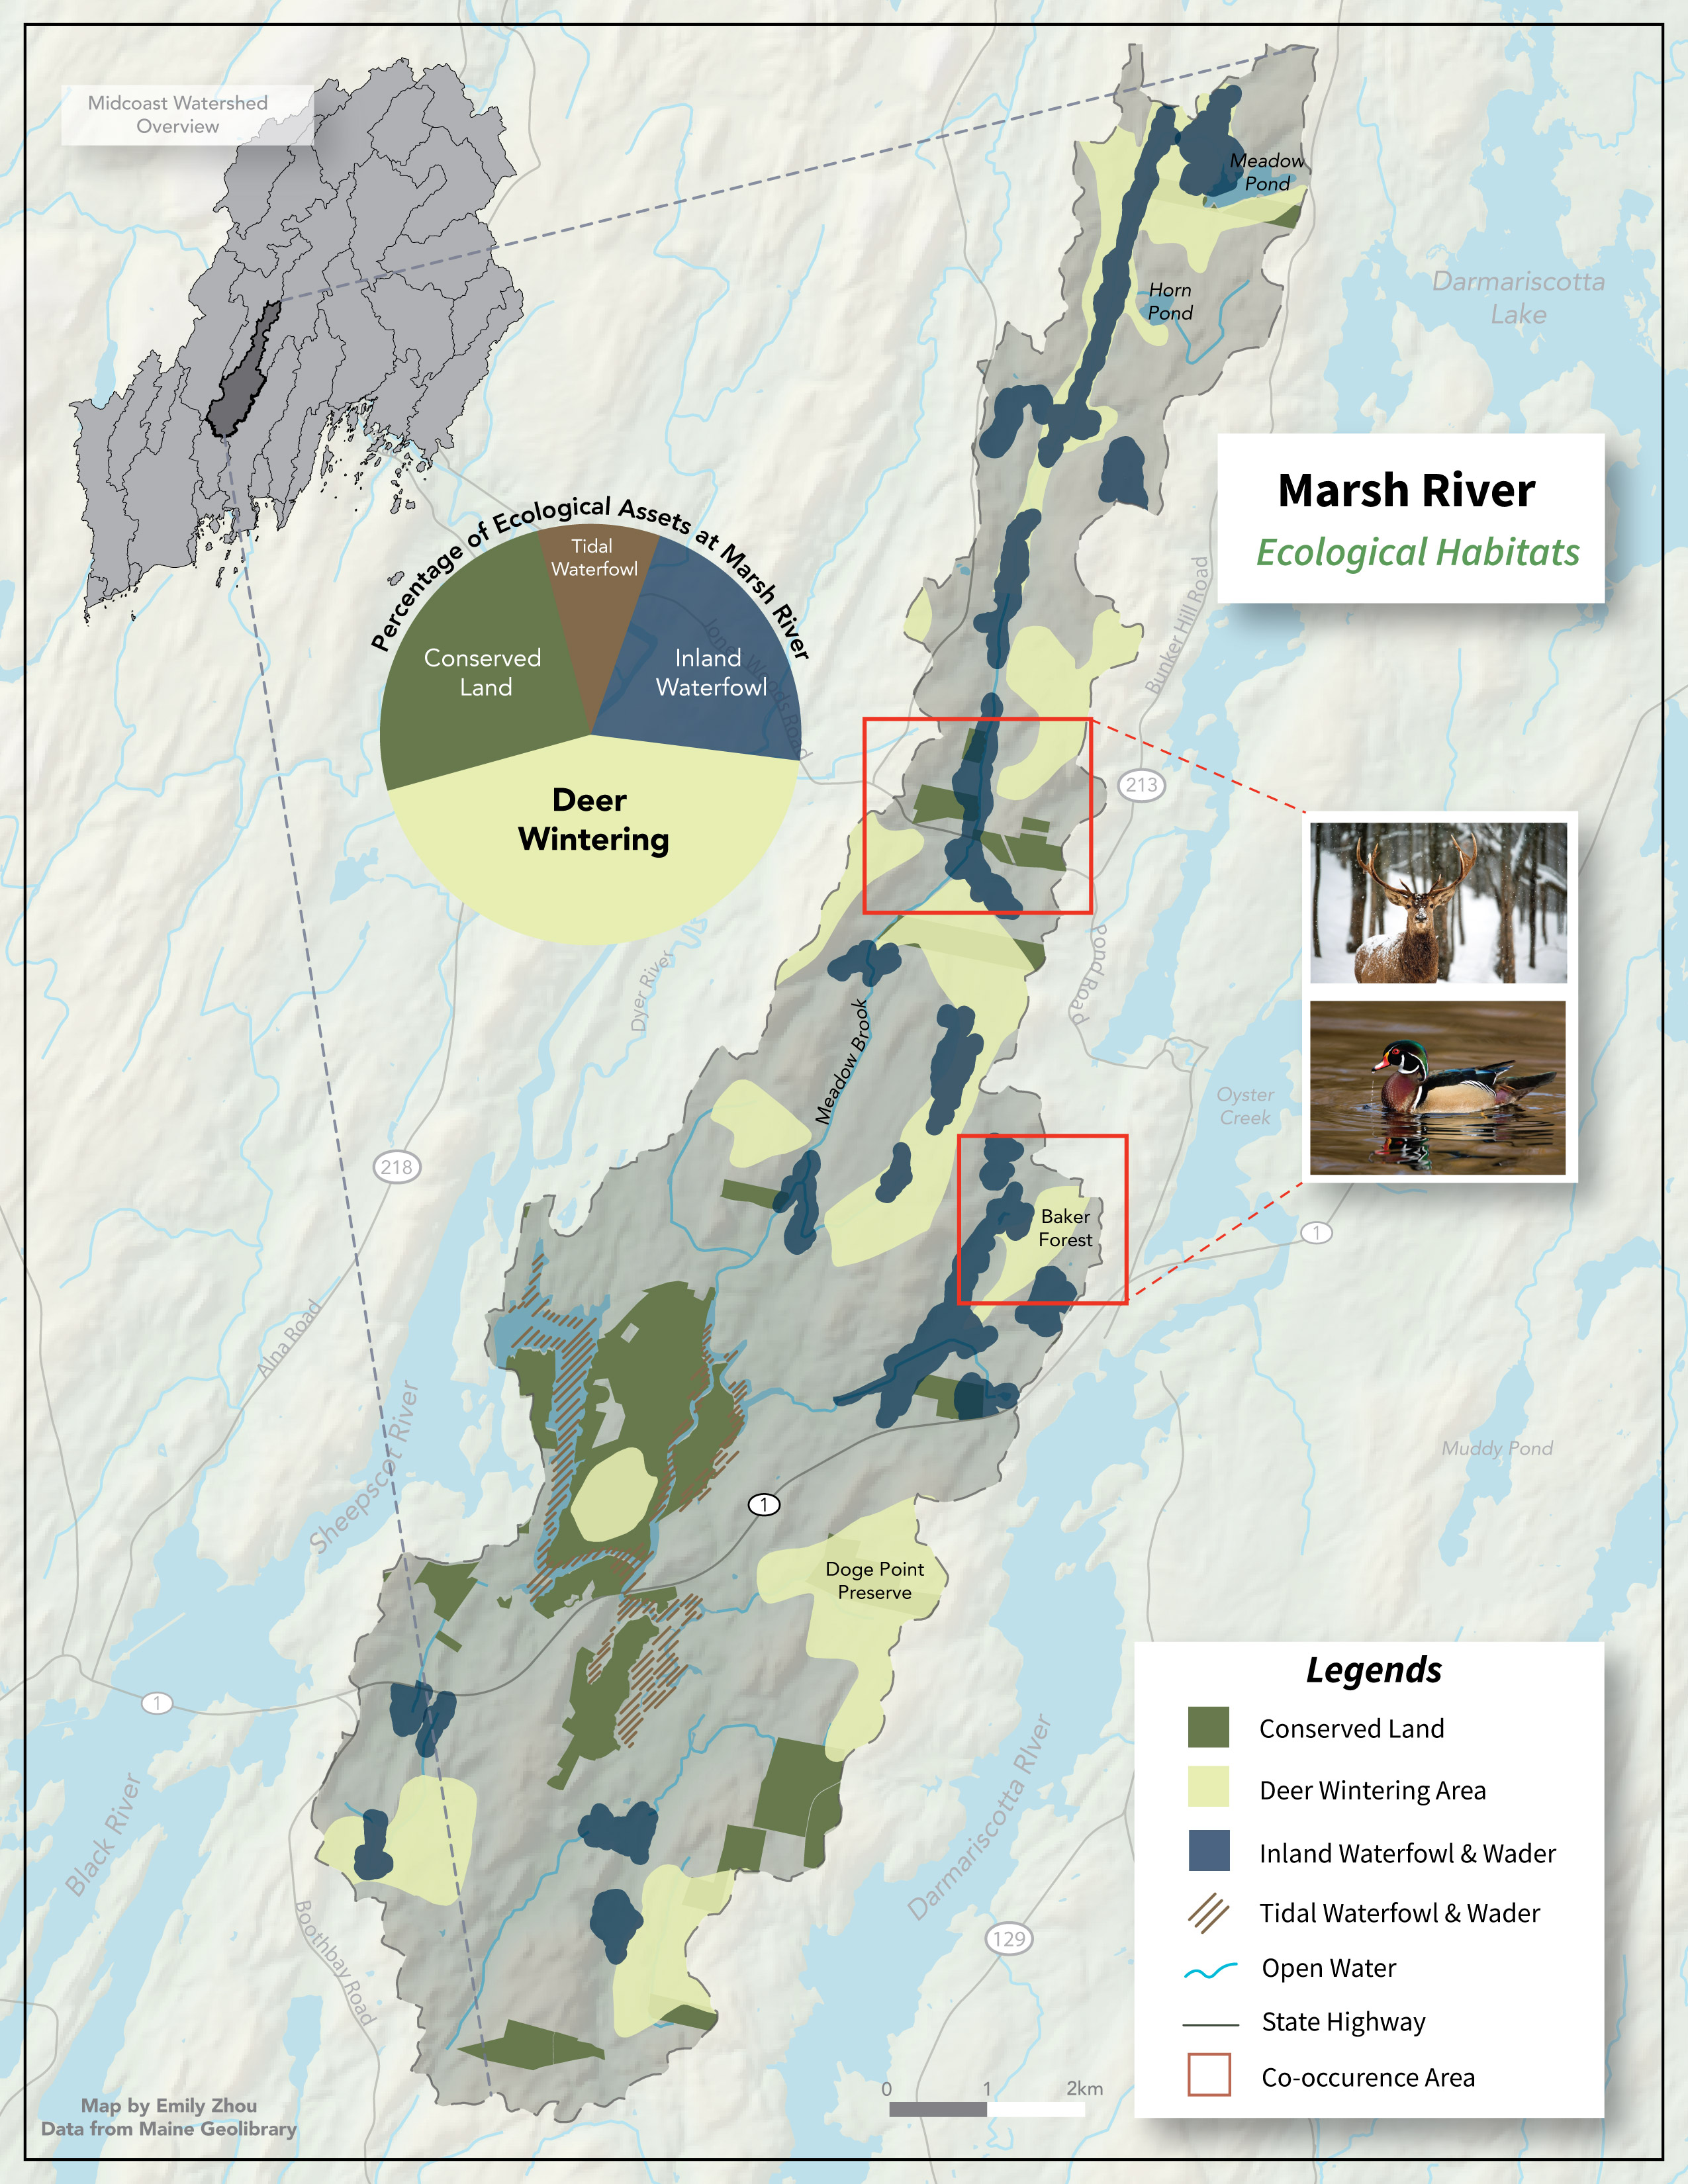 Midcoast Watershed
Overview
Meadow
Pond
Horn
Pond
Darmariscotta
Lake
Marsh River
Ecological Habitats
Percentage of Ecological Assets at Marsh River
Tidal
Waterfowl
Conserved
Land
Inland
Waterfowl
Deer
Wintering
Jones Woods Road
Bunker Hill Road
213
Pond Road
Dyer River
Meadow Brook
Oyster
Creek
218
Baker
Forest
1
Alna Road
Sheepscot River
Muddy Pond
1
Doge Point
Preserve
1
Black River
Boothbay Road
Darmariscotta RIver
129
Legends
Conserved Land
Deer Wintering Area
Inland Waterfowl & Wader
Tidal Waterfowl & Wader
Open Water
State Highway
Co-occurence Area
0 1 2km
Map by Emily Zhou
Data from Maine Geolibrary